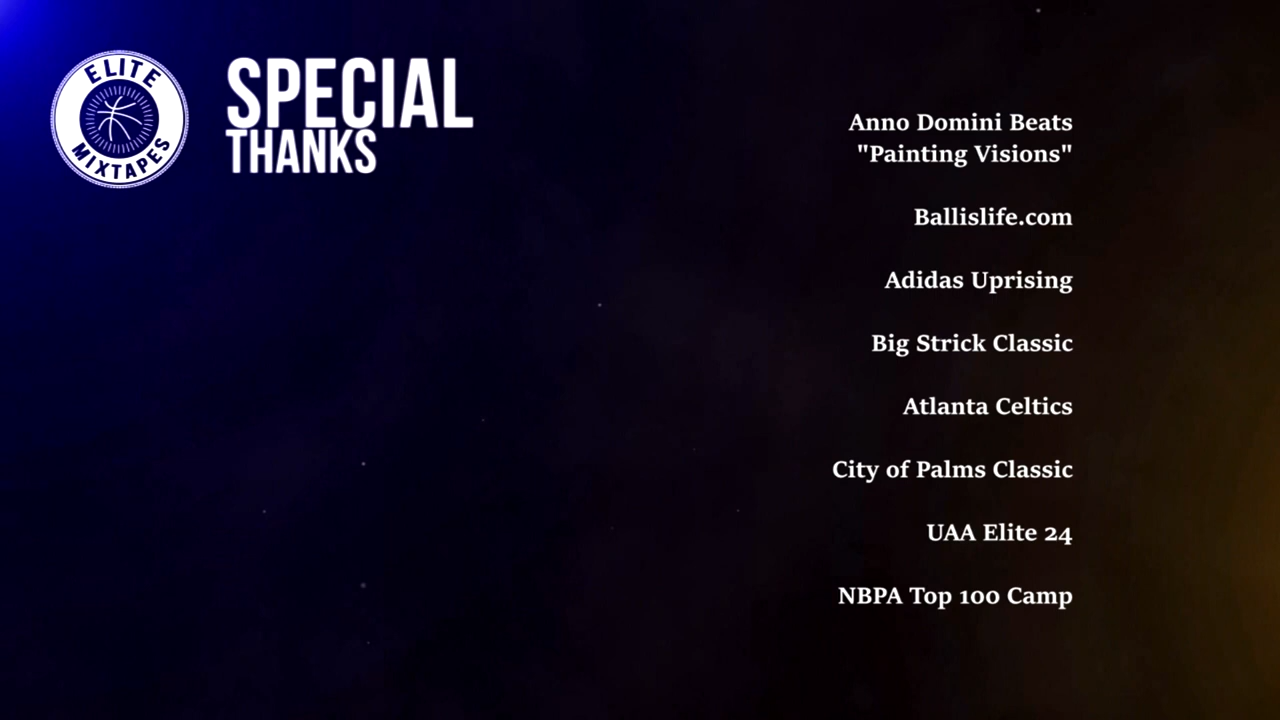 ELITE
MIXTAPES
SPECIAL
THANKS
Anno Domini Beats
"Painting Visions"
Ballislife.com
Adidas Uprising
Big Strick Classic
Atlanta Celtics
City of Palms Classic
UAA Elite 24
NBPA Top 100 Camp